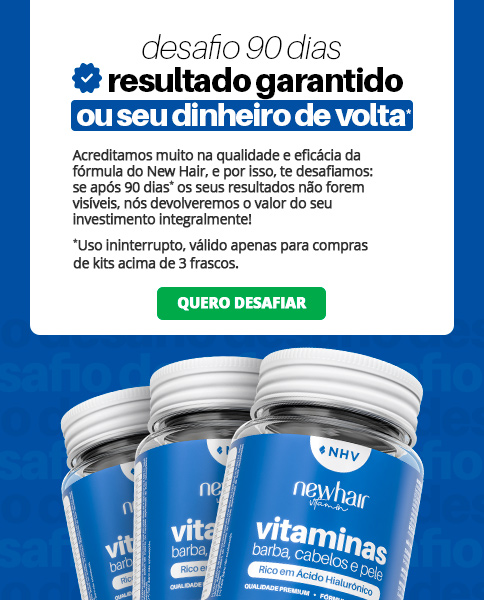 desafio 90 dias
resultado garantido
ou seu dinheiro de volta*
Acreditamos muito na qualidade e eficácia da
fórmula do New Hair, e por isso, te desafiamos:
se após 90 dias* os seus resultados não forem
visíveis, nós devolveremos o valor do seu
investimento integralmente!
*Uso ininterrupto, válido apenas para compras
de kits acima de 3 frascos.
QUERO DESAFIAR
NHV
newhair
vitamin
vitaminas
barba, cabelos e pele
Rico em Ácido Hialurônico
QUALIDADE PREMIUM